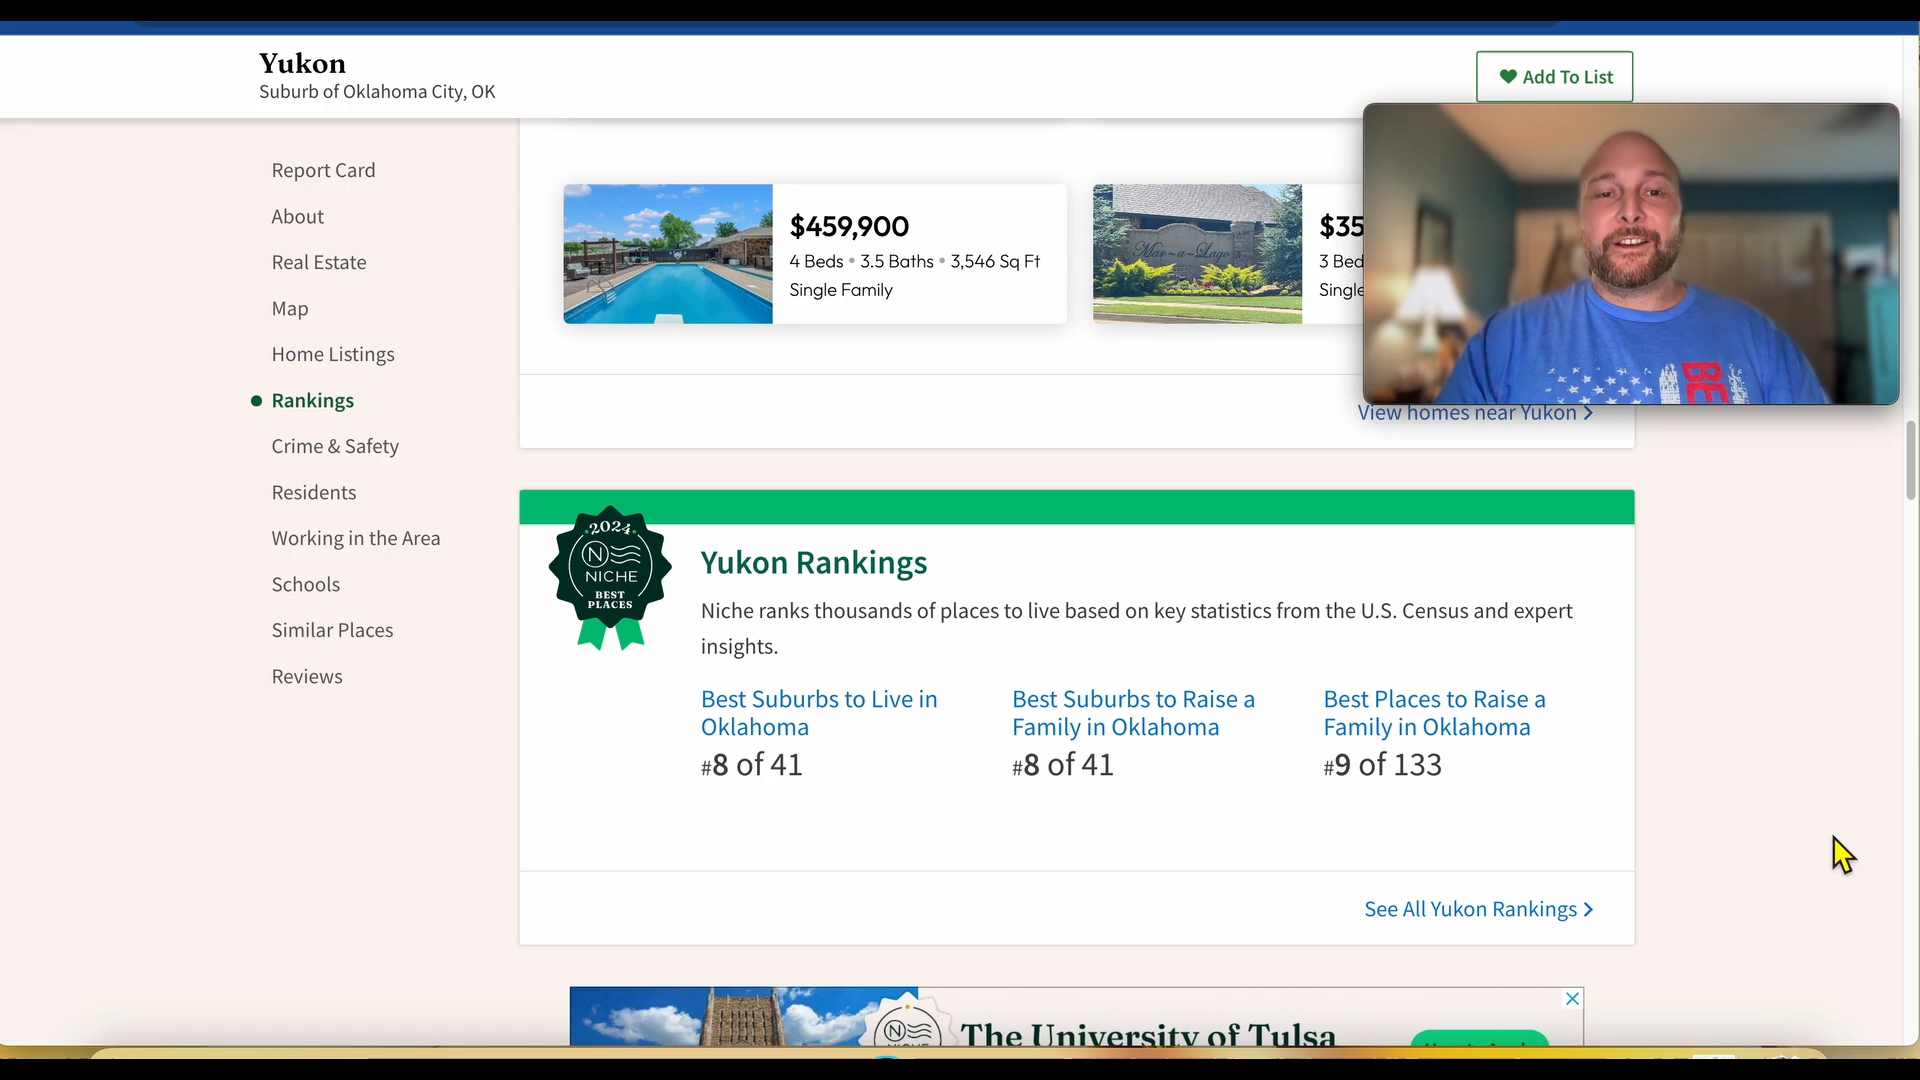 Yukon
Suburb of Oklahoma City, OK
Add To List
Report Card
About
Real Estate
Map
Home Listings
Rankings
Crime & Safety
Residents
Working in the Area
Schools
Similar Places
Reviews
$459,900
4 Beds • 3.5 Baths • 3,546 Sq Ft
Single Family
Mar~a~Lago
$35
3 Bed
Single
BE
View homes near Yukon
2024
N
NICHE
BEST
PLACES
Yukon Rankings
Niche ranks thousands of places to live based on key statistics from the U.S. Census and expert
insights.
Best Suburbs to Live in
Oklahoma
#8 of 41
Best Suburbs to Raise a
Family in Oklahoma
#8 of 41
Best Places to Raise a
Family in Oklahoma
#9 of 133
See All Yukon Rankings
N
NICHE
The University of Tulsa